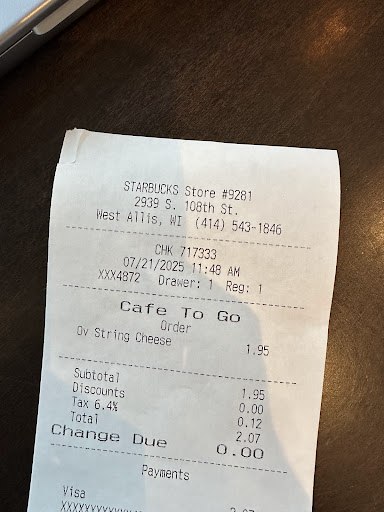 STARBUCKS Store #9281
2939 S. 108th St.
West Allis, WI (414) 543-1846
CHK 717333
07/21/2025 11:48 AM
XXX4872 Drawer: 1 Reg: 1
Cafe To Go
Order
Ov String Cheese 1.95
Subtotal 1.95
Discounts 0.00
Tax 6.4% 0.12
Total 2.07
Change Due 0.00
Payments
Visa